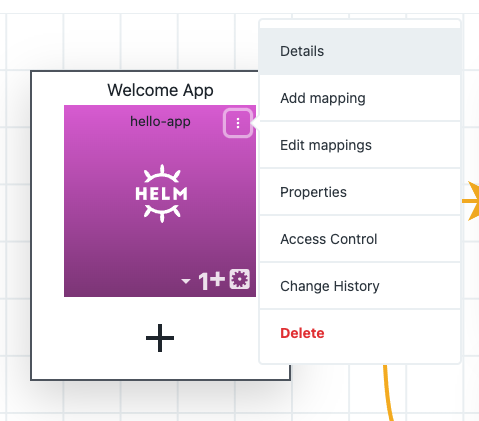 Welcome App
hello-app
HELM
1+
Details
Add mapping
Edit mappings
Properties
Access Control
Change History
Delete